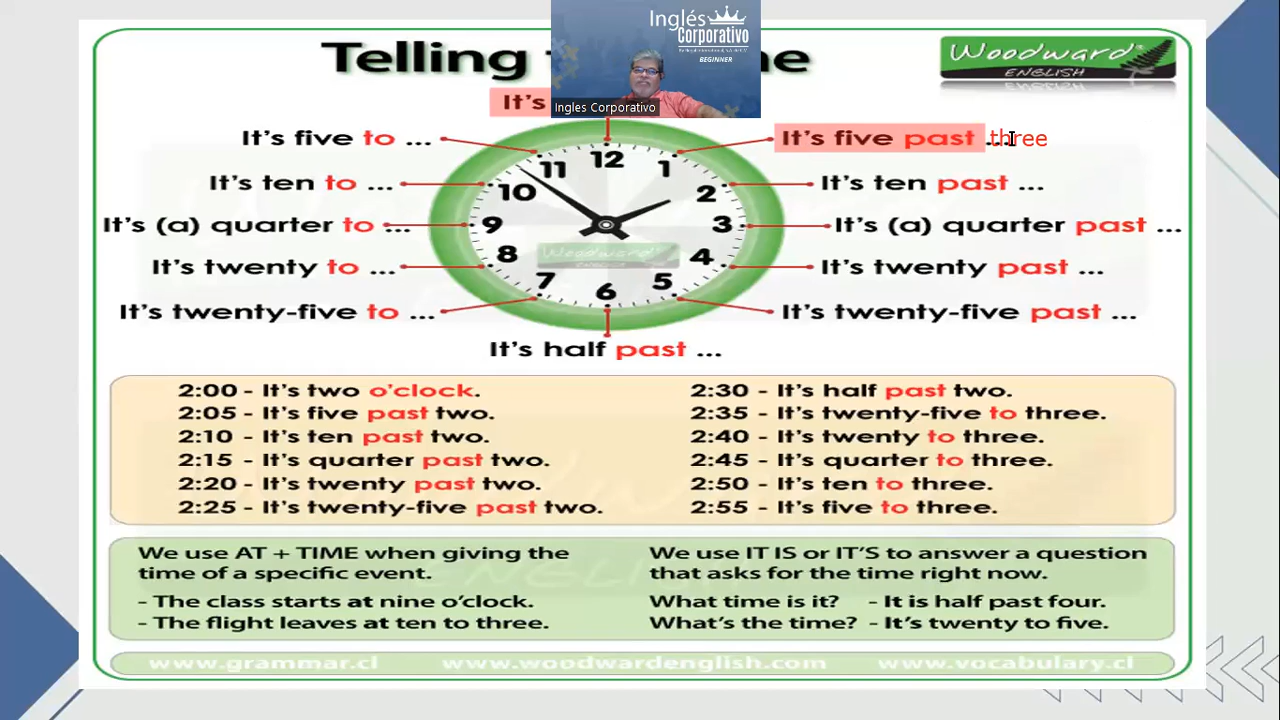 Inglés
Corporativo
BEGINNER
Ingles Corporativo
Telling
Woodward®
ENGLISH
It's
It's five to ...
It's five past ... three
It's ten to ...
It's ten past ...
It's (a) quarter to ...
It's (a) quarter past ...
It's twenty to ...
It's twenty past ...
It's twenty-five to ...
It's twenty-five past ...
It's half past ...
12
1
2
3
4
5
6
7
8
9
10
11
Woodward
ENGLISH
2:00 - It's two o'clock.
2:05 - It's five past two.
2:10 - It's ten past two.
2:15 - It's quarter past two.
2:20 - It's twenty past two.
2:25 - It's twenty-five past two.
2:30 - It's half past two.
2:35 - It's twenty-five to three.
2:40 - It's twenty to three.
2:45 - It's quarter to three.
2:50 - It's ten to three.
2:55 - It's five to three.
We use AT + TIME when giving the
time of a specific event.
- The class starts at nine o'clock.
- The flight leaves at ten to three.
We use IT IS or IT'S to answer a question
that asks for the time right now.
What time is it? - It is half past four.
What's the time? - It's twenty to five.
www.grammar.cl www.woodwardenglish.com www.vocabulary.cl